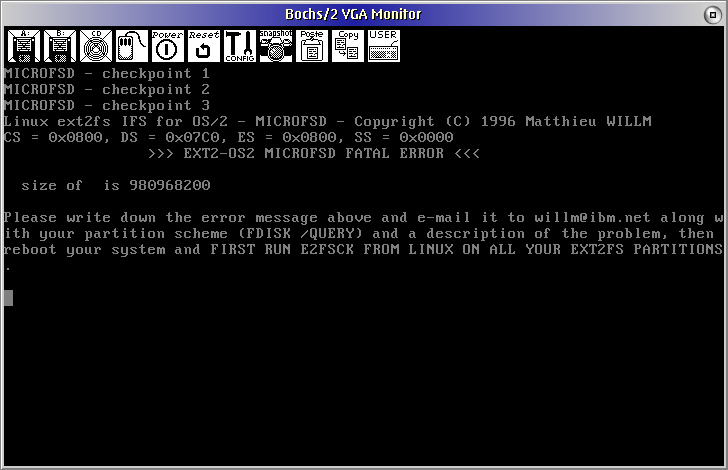 Bochs/2 VGA Monitor
A: B: CD Power Reset CONFIG snapshot Paste Copy USER
MICROFSD - checkpoint 1
MICROFSD - checkpoint 2
MICROFSD - checkpoint 3
Linux ext2fs IFS for OS/2 - MICROFSD - Copyright (C) 1996 Matthieu WILLM
CS = 0x0800, DS = 0x07C0, ES = 0x0800, SS = 0x0000
>>> EXT2-OS2 MICROFSD FATAL ERROR <<<
size of  is 980968200
Please write down the error message above and e-mail it to willm@ibm.net along w
ith your partition scheme (FDISK /QUERY) and a description of the problem, then
reboot your system and FIRST RUN E2FSCK FROM LINUX ON ALL YOUR EXT2FS PARTITIONS
.